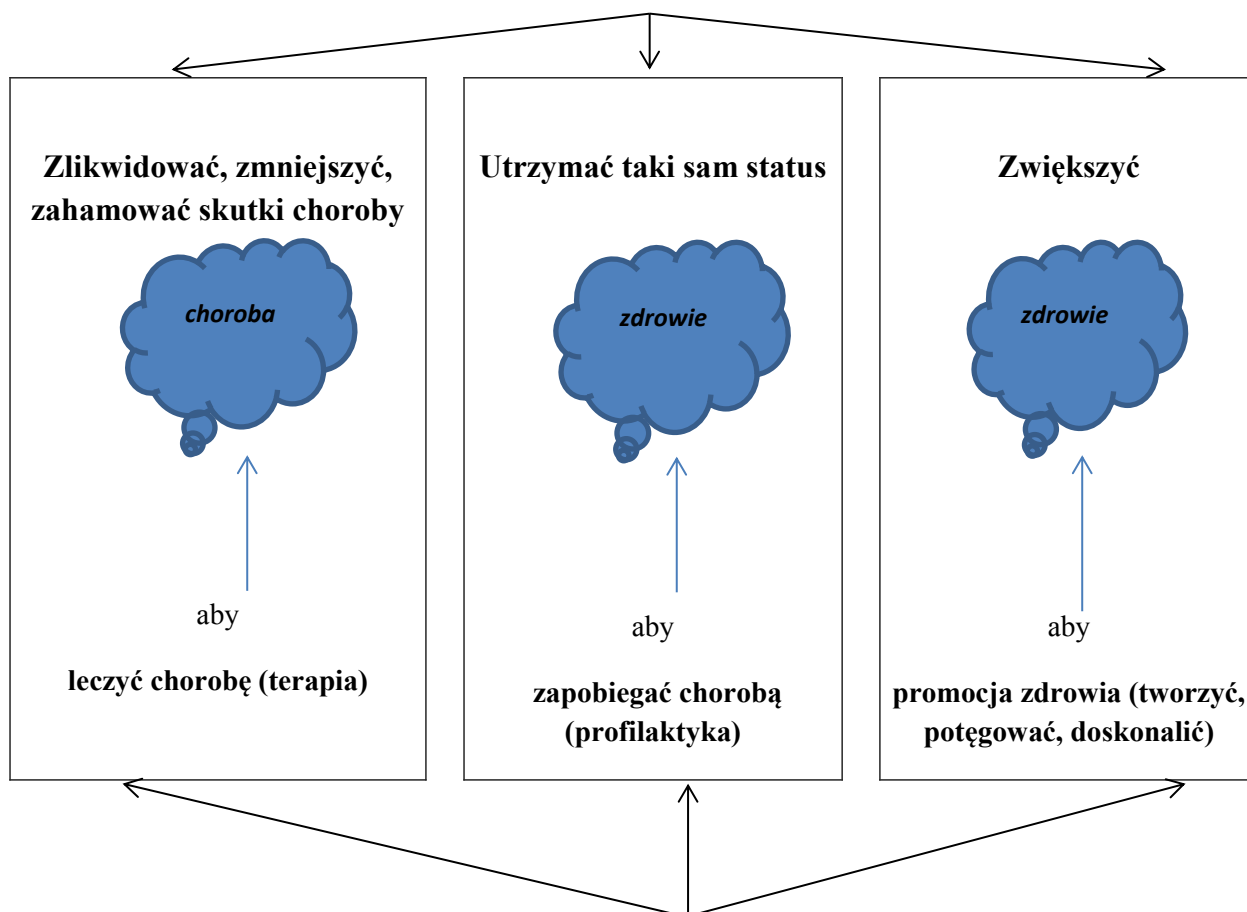 Zlikwidować, zmniejszyć,
zahamować skutki choroby
choroba
aby
leczyć chorobę (terapia)
Utrzymać taki sam status
zdrowie
aby
zapobiegać chorobą
(profilaktyka)
Zwiększyć
zdrowie
aby
promocja zdrowia (tworzyć,
potęgować, doskonalić)